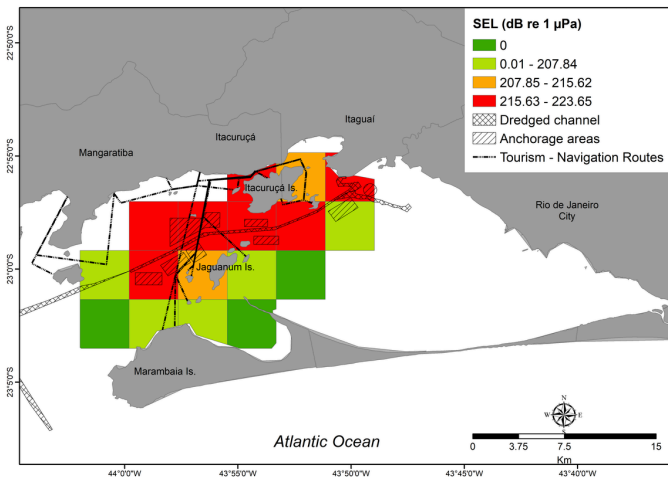 SEL (dB re 1 µPa)
0
0.01 - 207.84
207.85 - 215.62
215.63 - 223.65
Dredged channel
Anchorage areas
Tourism - Navigation Routes
22°50'0"S
22°55'0"S
23°0'0"S
23°5'0"S
Itaguaí
Itacuruçá
Mangaratiba
Itacuruçá Is.
Rio de Janeiro
City
Jaguanum Is.
Marambaia Is.
Atlantic Ocean
N
W
E
S
0
3.75
7.5
15
Km
44°0'0"W
43°55'0"W
43°50'0"W
43°45'0"W
43°40'0"W